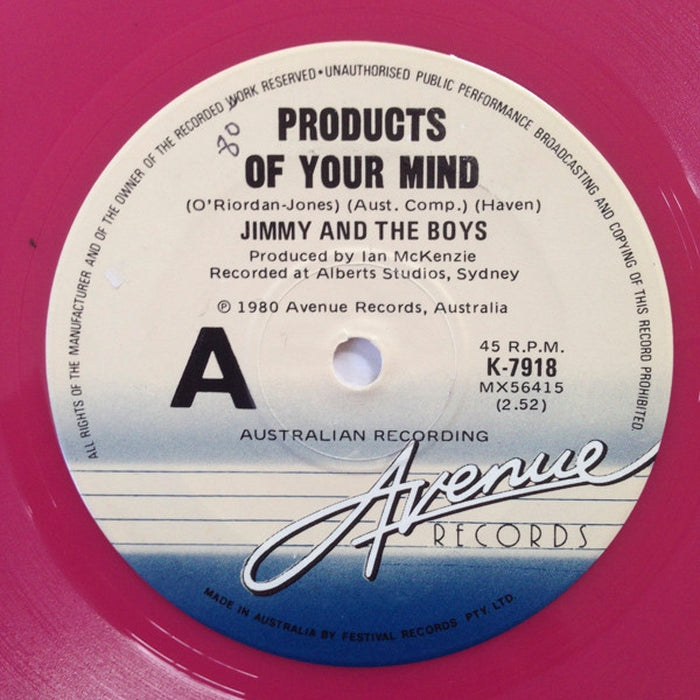 ALL RIGHTS OF THE MANUFACTURER AND OF THE OWNER OF THE RECORDED WORK RESERVED • UNAUTHORISED PUBLIC PERFORMANCE BROADCASTING AND COPYING OF THIS RECORD PROHIBITED.
80
PRODUCTS
OF YOUR MIND
(O'Riordan-Jones) (Aust. Comp.) (Haven)
JIMMY AND THE BOYS
Produced by Ian McKenzie
Recorded at Alberts Studios, Sydney
℗ 1980 Avenue Records, Australia
A
45 R.P.M.
K-7918
MX56415
(2.52)
AUSTRALIAN RECORDING
Avenue
RECORDS
MADE IN AUSTRALIA BY FESTIVAL RECORDS PTY. LTD.